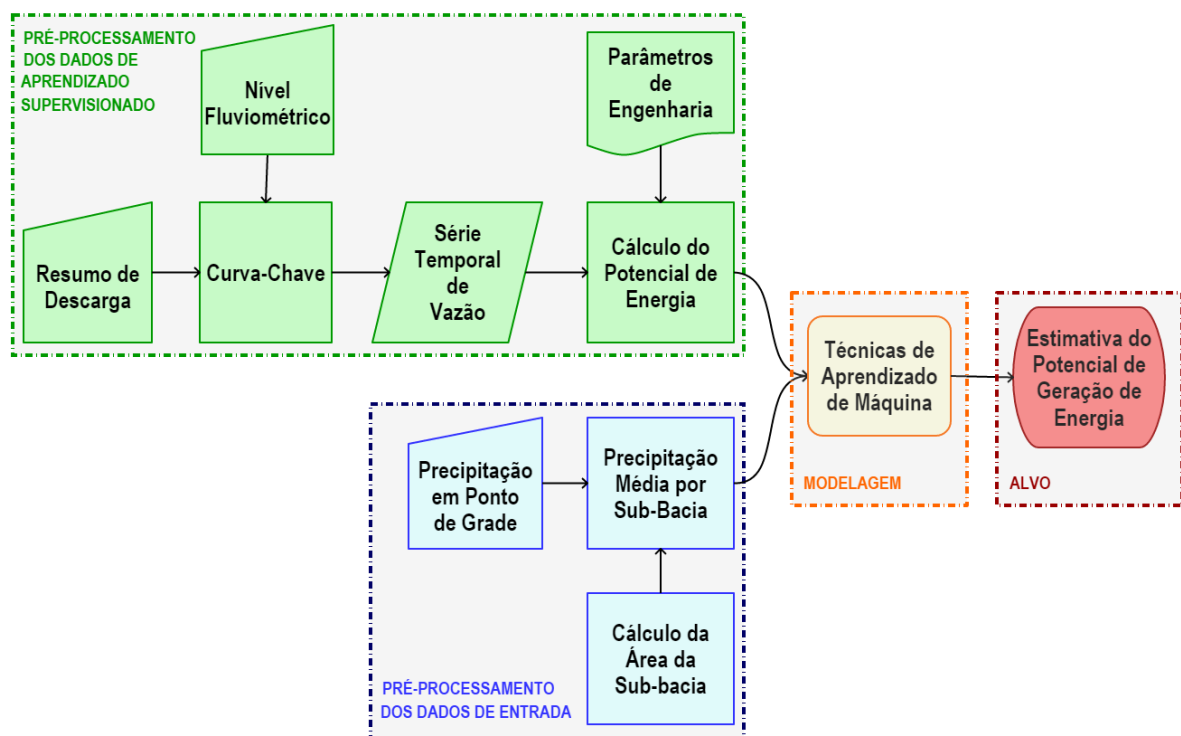 PRÉ-PROCESSAMENTO
DOS DADOS DE
APRENDIZADO
SUPERVISIONADO
Nível
Fluviométrico
Parâmetros
de
Engenharia
Resumo de
Descarga
Curva-Chave
Série
Temporal
de
Vazão
Cálculo do
Potencial de
Energia
Técnicas de
Aprendizado
de Máquina
MODELAGEM
Estimativa do
Potencial de
Geração de
Energia
ALVO
Precipitação
em Ponto
de Grade
Precipitação
Média por
Sub-Bacia
Cálculo da
Área da
Sub-bacia
PRÉ-PROCESSAMENTO
DOS DADOS DE ENTRADA